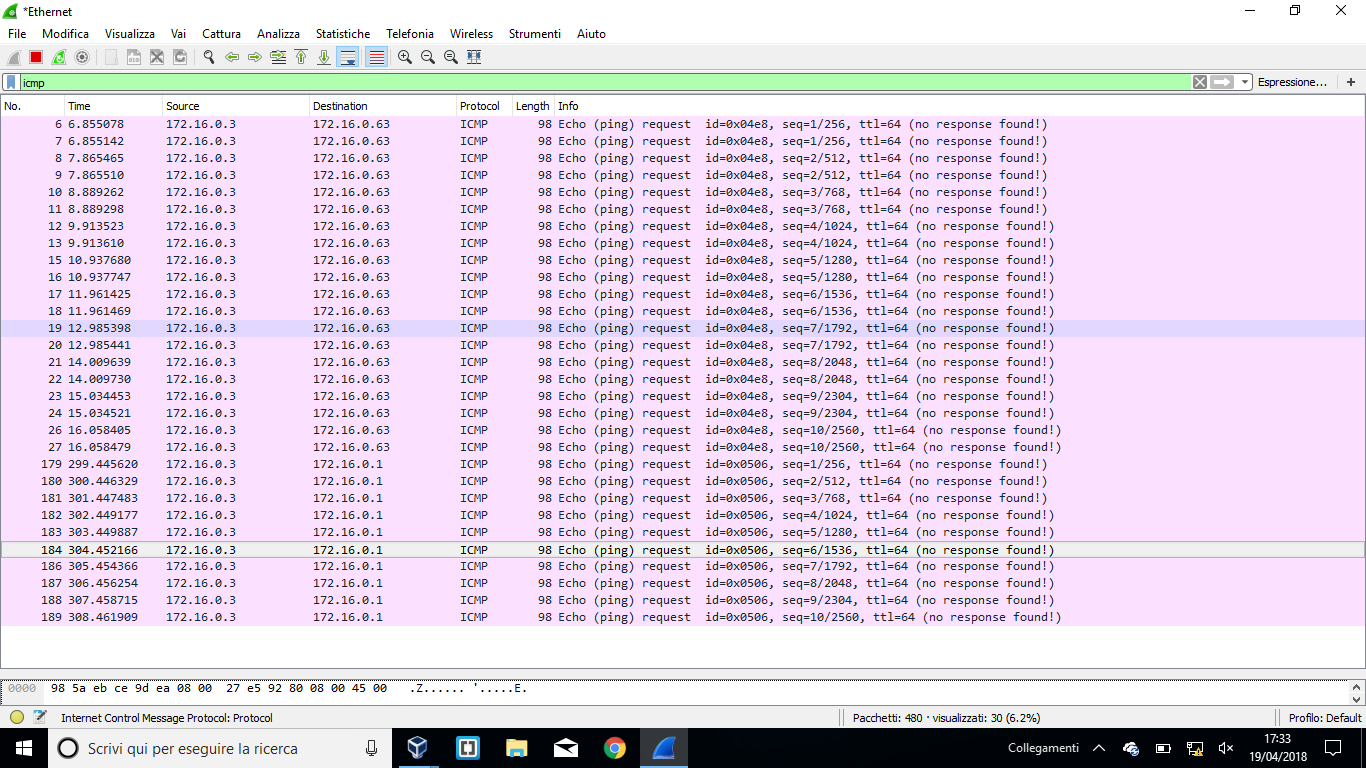 *Ethernet
File Modifica Visualizza Vai Cattura Analizza Statistiche Telefonia Wireless Strumenti Aiuto
icmp Espressione... +
No. Time Source Destination Protocol Length Info
6 6.855078 172.16.0.3 172.16.0.63 ICMP 98 Echo (ping) request id=0x04e8, seq=1/256, ttl=64 (no response found!)
7 6.855142 172.16.0.3 172.16.0.63 ICMP 98 Echo (ping) request id=0x04e8, seq=1/256, ttl=64 (no response found!)
8 7.865465 172.16.0.3 172.16.0.63 ICMP 98 Echo (ping) request id=0x04e8, seq=2/512, ttl=64 (no response found!)
9 7.865510 172.16.0.3 172.16.0.63 ICMP 98 Echo (ping) request id=0x04e8, seq=2/512, ttl=64 (no response found!)
10 8.889262 172.16.0.3 172.16.0.63 ICMP 98 Echo (ping) request id=0x04e8, seq=3/768, ttl=64 (no response found!)
11 8.889298 172.16.0.3 172.16.0.63 ICMP 98 Echo (ping) request id=0x04e8, seq=3/768, ttl=64 (no response found!)
12 9.913523 172.16.0.3 172.16.0.63 ICMP 98 Echo (ping) request id=0x04e8, seq=4/1024, ttl=64 (no response found!)
13 9.913610 172.16.0.3 172.16.0.63 ICMP 98 Echo (ping) request id=0x04e8, seq=4/1024, ttl=64 (no response found!)
15 10.937680 172.16.0.3 172.16.0.63 ICMP 98 Echo (ping) request id=0x04e8, seq=5/1280, ttl=64 (no response found!)
16 10.937747 172.16.0.3 172.16.0.63 ICMP 98 Echo (ping) request id=0x04e8, seq=5/1280, ttl=64 (no response found!)
17 11.961425 172.16.0.3 172.16.0.63 ICMP 98 Echo (ping) request id=0x04e8, seq=6/1536, ttl=64 (no response found!)
18 11.961469 172.16.0.3 172.16.0.63 ICMP 98 Echo (ping) request id=0x04e8, seq=6/1536, ttl=64 (no response found!)
19 12.985398 172.16.0.3 172.16.0.63 ICMP 98 Echo (ping) request id=0x04e8, seq=7/1792, ttl=64 (no response found!)
20 12.985441 172.16.0.3 172.16.0.63 ICMP 98 Echo (ping) request id=0x04e8, seq=7/1792, ttl=64 (no response found!)
21 14.009639 172.16.0.3 172.16.0.63 ICMP 98 Echo (ping) request id=0x04e8, seq=8/2048, ttl=64 (no response found!)
22 14.009730 172.16.0.3 172.16.0.63 ICMP 98 Echo (ping) request id=0x04e8, seq=8/2048, ttl=64 (no response found!)
23 15.034453 172.16.0.3 172.16.0.63 ICMP 98 Echo (ping) request id=0x04e8, seq=9/2304, ttl=64 (no response found!)
24 15.034521 172.16.0.3 172.16.0.63 ICMP 98 Echo (ping) request id=0x04e8, seq=9/2304, ttl=64 (no response found!)
26 16.058405 172.16.0.3 172.16.0.63 ICMP 98 Echo (ping) request id=0x04e8, seq=10/2560, ttl=64 (no response found!)
27 16.058479 172.16.0.3 172.16.0.63 ICMP 98 Echo (ping) request id=0x04e8, seq=10/2560, ttl=64 (no response found!)
179 299.445620 172.16.0.3 172.16.0.1 ICMP 98 Echo (ping) request id=0x0506, seq=1/256, ttl=64 (no response found!)
180 300.446329 172.16.0.3 172.16.0.1 ICMP 98 Echo (ping) request id=0x0506, seq=2/512, ttl=64 (no response found!)
181 301.447483 172.16.0.3 172.16.0.1 ICMP 98 Echo (ping) request id=0x0506, seq=3/768, ttl=64 (no response found!)
182 302.449177 172.16.0.3 172.16.0.1 ICMP 98 Echo (ping) request id=0x0506, seq=4/1024, ttl=64 (no response found!)
183 303.449887 172.16.0.3 172.16.0.1 ICMP 98 Echo (ping) request id=0x0506, seq=5/1280, ttl=64 (no response found!)
184 304.452166 172.16.0.3 172.16.0.1 ICMP 98 Echo (ping) request id=0x0506, seq=6/1536, ttl=64 (no response found!)
186 305.454366 172.16.0.3 172.16.0.1 ICMP 98 Echo (ping) request id=0x0506, seq=7/1792, ttl=64 (no response found!)
187 306.456254 172.16.0.3 172.16.0.1 ICMP 98 Echo (ping) request id=0x0506, seq=8/2048, ttl=64 (no response found!)
188 307.458715 172.16.0.3 172.16.0.1 ICMP 98 Echo (ping) request id=0x0506, seq=9/2304, ttl=64 (no response found!)
189 308.461909 172.16.0.3 172.16.0.1 ICMP 98 Echo (ping) request id=0x0506, seq=10/2560, ttl=64 (no response found!)
0000 98 5a eb ce 9d ea 08 00 27 e5 92 80 08 00 45 00 .Z...... '.....E.
Internet Control Message Protocol: Protocol Pacchetti: 480 · visualizzati: 30 (6.2%) Profilo: Default
Scrivi qui per eseguire la ricerca Collegamenti 17:33
19/04/2018